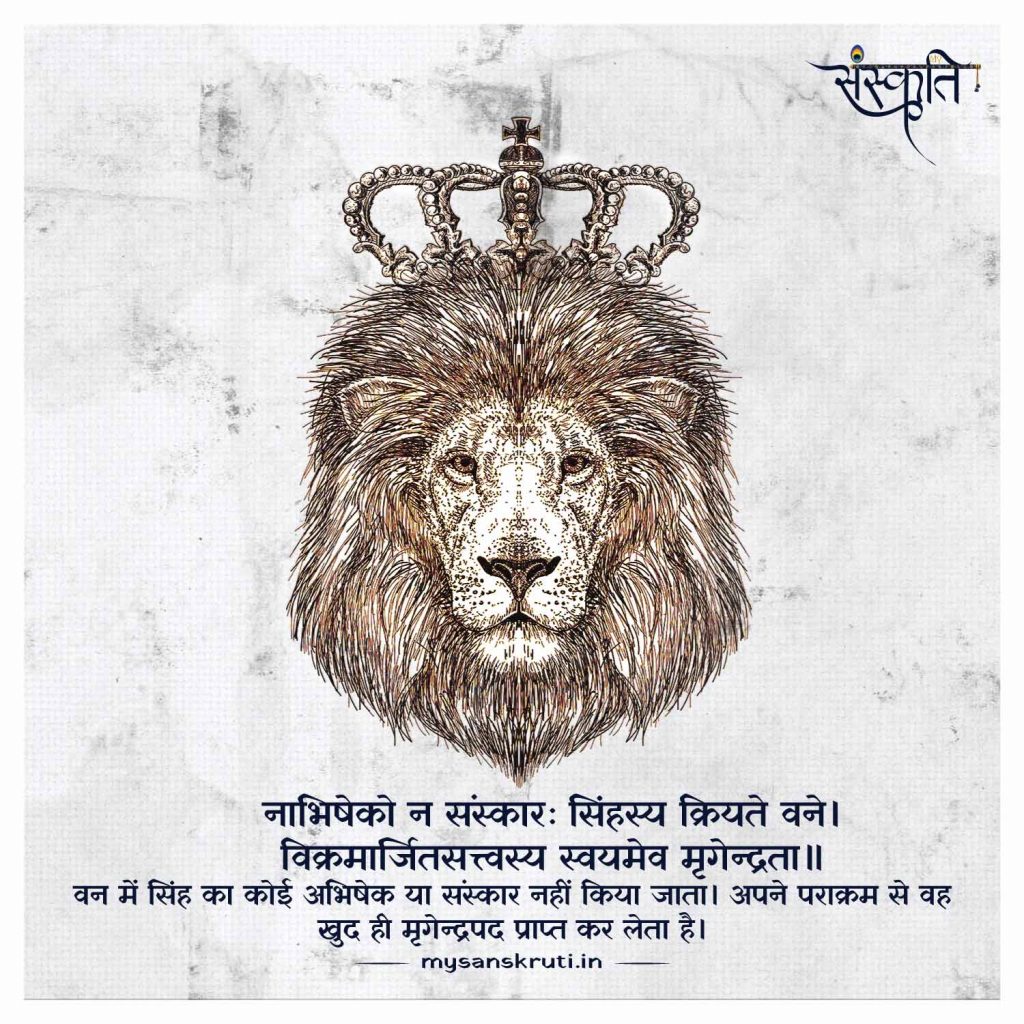 संस्कृति
नाभिषेको न संस्कारः सिंहस्य क्रियते वने।
विक्रमार्जितसत्त्वस्य स्वयमेव मृगेन्द्रता॥
वन में सिंह का कोई अभिषेक या संस्कार नहीं किया जाता। अपने पराक्रम से वह
खुद ही मृगेन्द्रपद प्राप्त कर लेता है।
mysanskruti.in